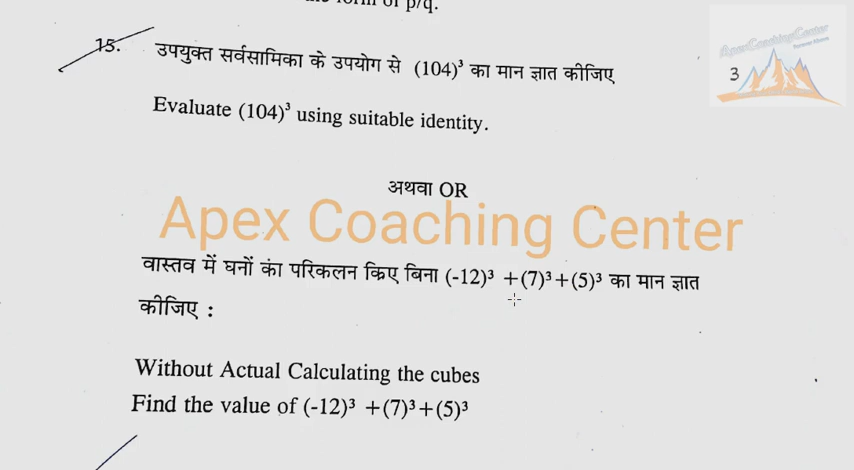 of p/q.
ApexCoachingCenter
3
15. उपयुक्त सर्वसामिका के उपयोग से (104)³ का मान ज्ञात कीजिए
Evaluate (104)³ using suitable identity.
अथवा OR
Apex Coaching Center
वास्तव में घनों का परिकलन किए बिना (-12)³ +(7)³+(5)³ का मान ज्ञात
कीजिए :
Without Actual Calculating the cubes
Find the value of (-12)³ +(7)³+(5)³